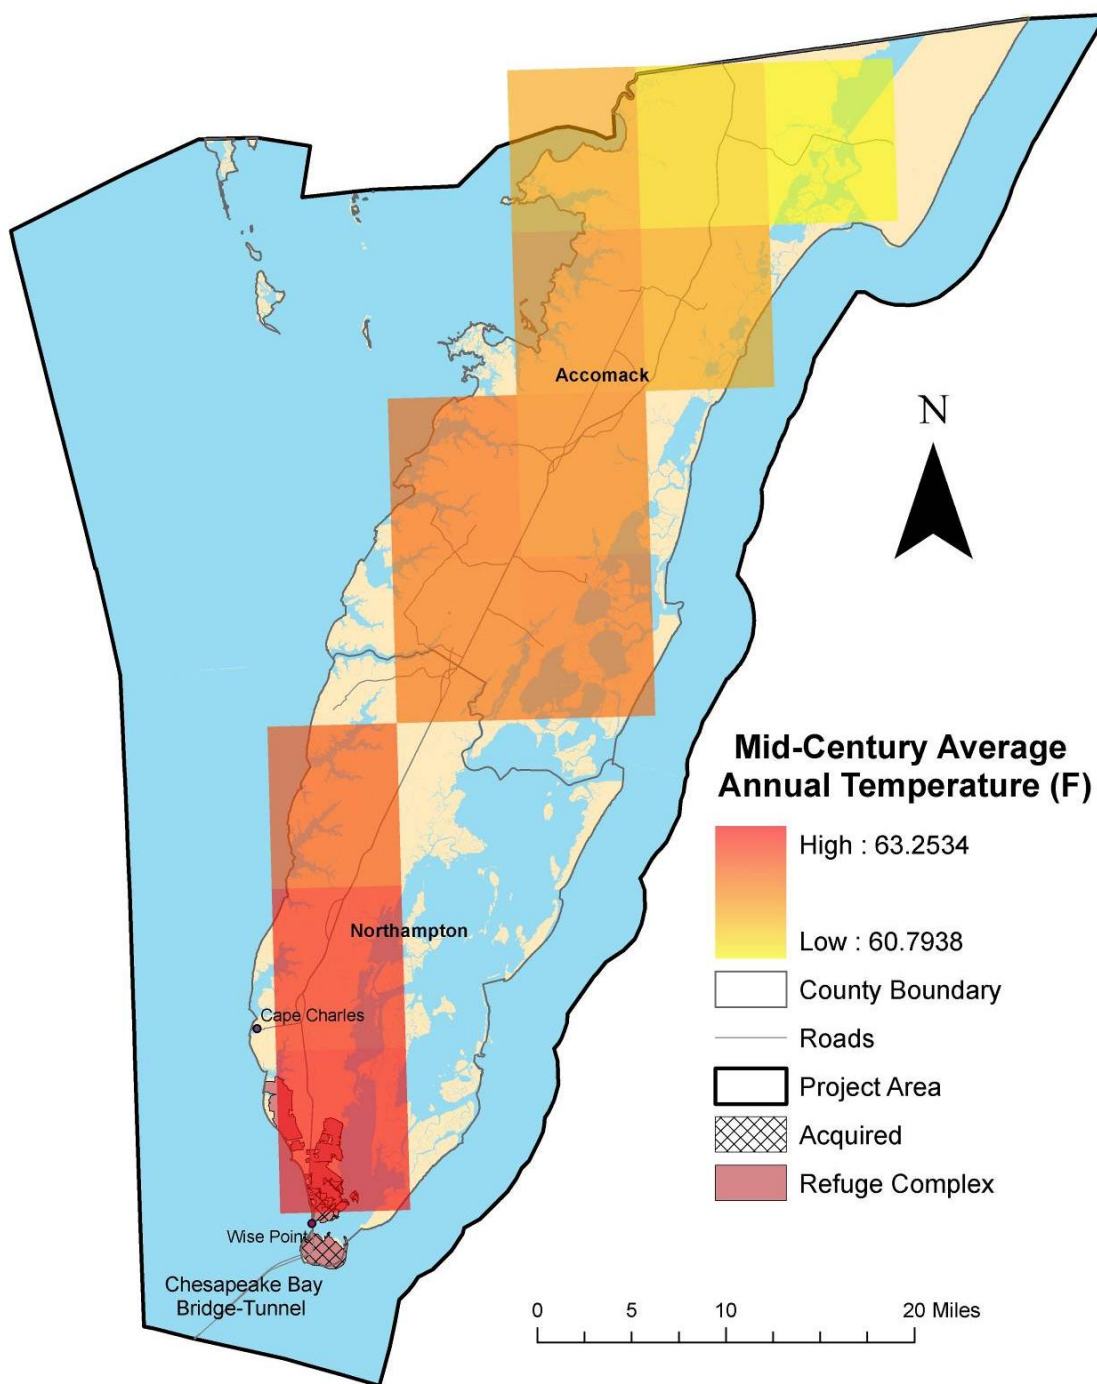 Accomack
N
Mid-Century Average
Annual Temperature (F)
High : 63.2534
Low : 60.7938
County Boundary
Roads
Project Area
Acquired
Refuge Complex
Northampton
Cape Charles
Wise Point
Chesapeake Bay
Bridge-Tunnel
0 5 10 20 Miles